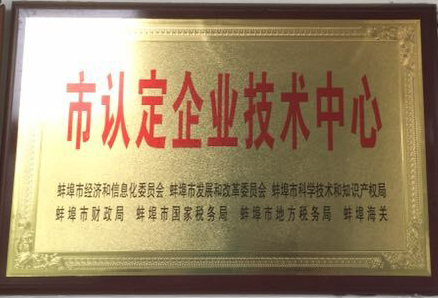 市认定企业技术中心
蚌埠市经济和信息化委员会 蚌埠市发展和改革委员会 蚌埠市科学技术和知识产权局
蚌埠市财政局 蚌埠市国家税务局 蚌埠市地方税务局 蚌埠海关